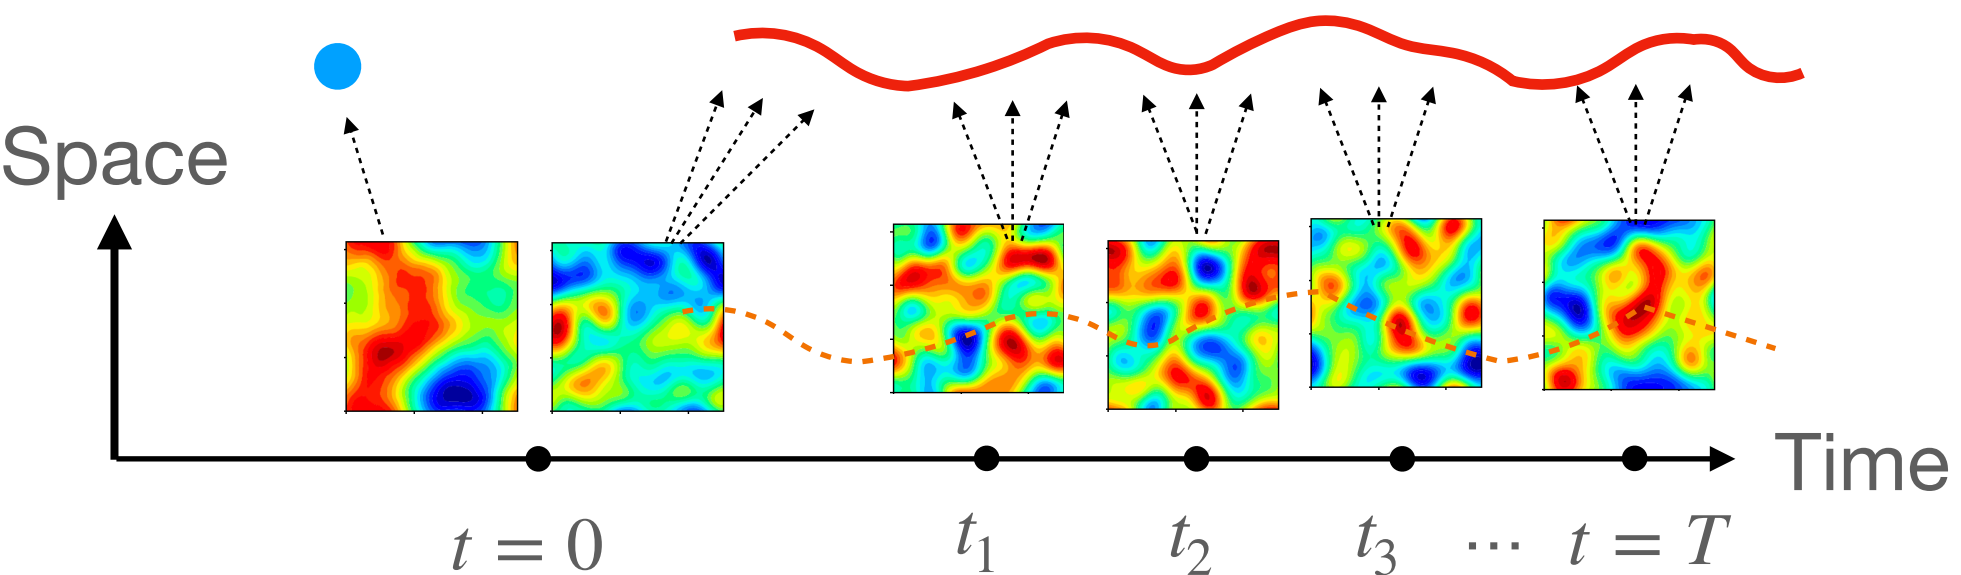 Space
Time
t = 0
t₁
t₂
t₃
⋯
t = T